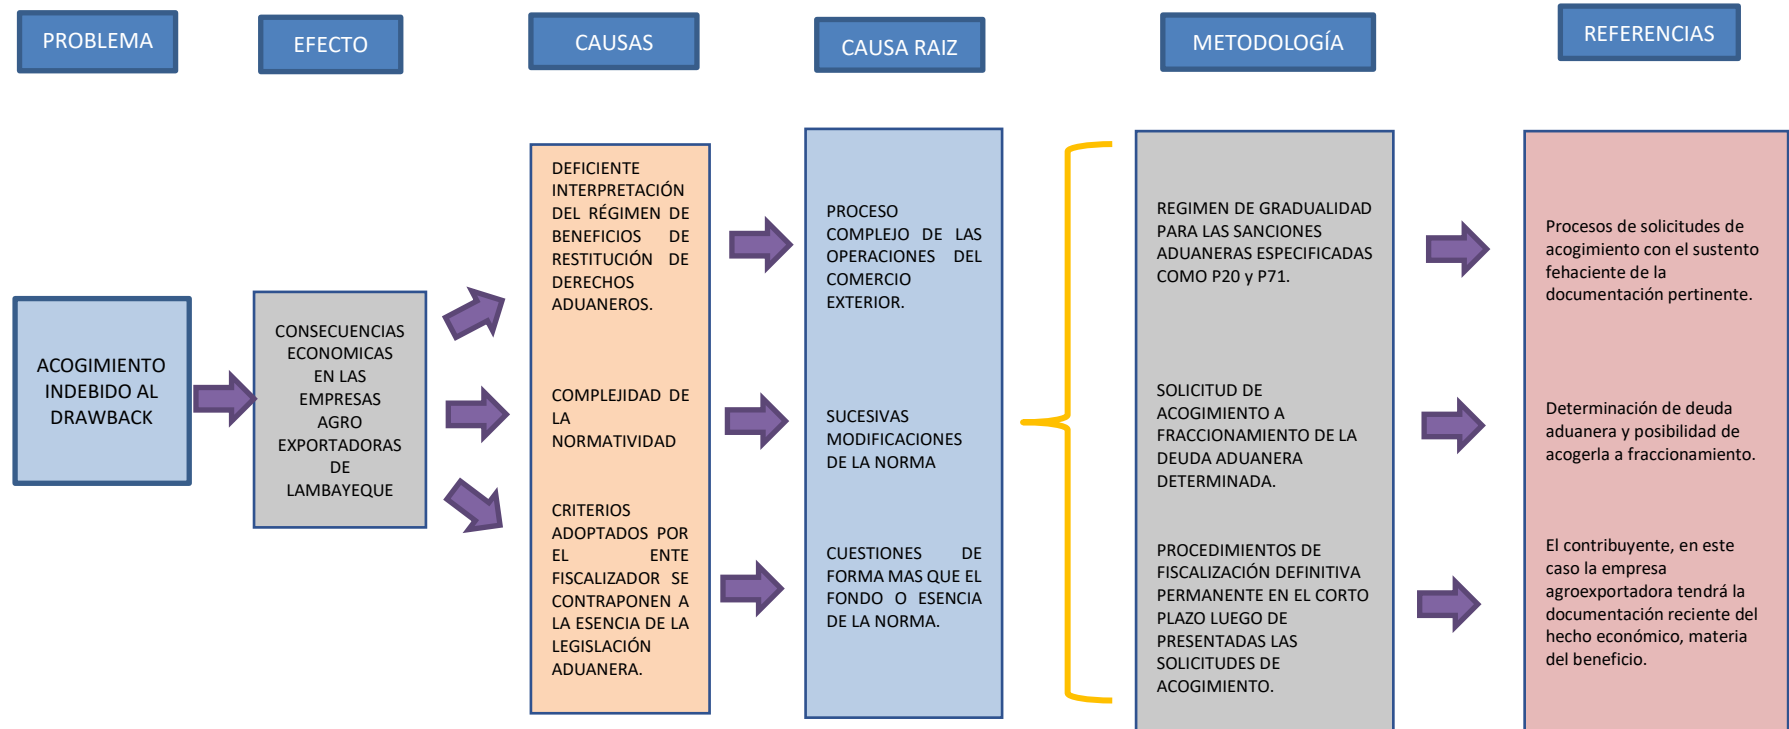 PROBLEMA
EFECTO
CAUSAS
CAUSA RAIZ
METODOLOGÍA
REFERENCIAS
ACOGIMIENTO
INDEBIDO AL
DRAWBACK
CONSECUENCIAS
ECONOMICAS
EN LAS
EMPRESAS
AGRO
EXPORTADORAS
DE
LAMBAYEQUE
DEFICIENTE
INTERPRETACIÓN
DEL RÉGIMEN DE
BENEFICIOS DE
RESTITUCIÓN DE
DERECHOS
ADUANEROS.
COMPLEJIDAD DE
LA
NORMATIVIDAD
CRITERIOS
ADOPTADOS POR
EL ENTE
FISCALIZADOR SE
CONTRAPONEN A
LA ESENCIA DE LA
LEGISLACIÓN
ADUANERA.
PROCESO
COMPLEJO DE LAS
OPERACIONES DEL
COMERCIO
EXTERIOR.
SUCESIVAS
MODIFICACIONES
DE LA NORMA
CUESTIONES DE
FORMA MAS QUE EL
FONDO O ESENCIA
DE LA NORMA.
REGIMEN DE GRADUALIDAD
PARA LAS SANCIONES
ADUANERAS ESPECIFICADAS
COMO P20 y P71.
SOLICITUD DE
ACOGIMIENTO A
FRACCIONAMIENTO DE LA
DEUDA ADUANERA
DETERMINADA.
PROCEDIMIENTOS DE
FISCALIZACIÓN DEFINITIVA
PERMANENTE EN EL CORTO
PLAZO LUEGO DE
PRESENTADAS LAS
SOLICITUDES DE
ACOGIMIENTO.
Procesos de solicitudes de
acogimiento con el sustento
fehaciente de la
documentación pertinente.
Determinación de deuda
aduanera y posibilidad de
acogerla a fraccionamiento.
El contribuyente, en este
caso la empresa
agroexportadora tendrá la
documentación reciente del
hecho económico, materia
del beneficio.